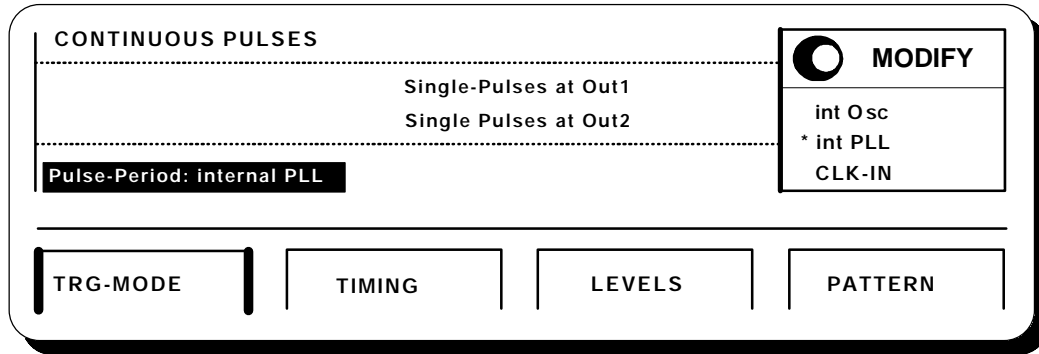 CONTINUOUS PULSES
Single-Pulses at Out1
Single Pulses at Out2
Pulse-Period: internal PLL
MODIFY
int Osc
* int PLL
CLK-IN
TRG-MODE
TIMING
LEVELS
PATTERN